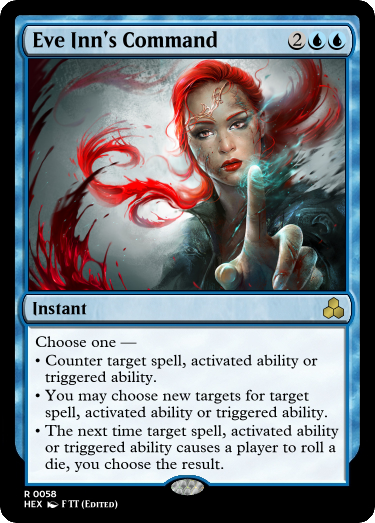 Eve Inn's Command 2
Instant
Choose one —
• Counter target spell, activated ability or
triggered ability.
• You may choose new targets for target
spell, activated ability or triggered ability.
• The next time target spell, activated ability
or triggered ability causes a player to roll a
die, you choose the result.
R 0058
HEX F TT (Edited)